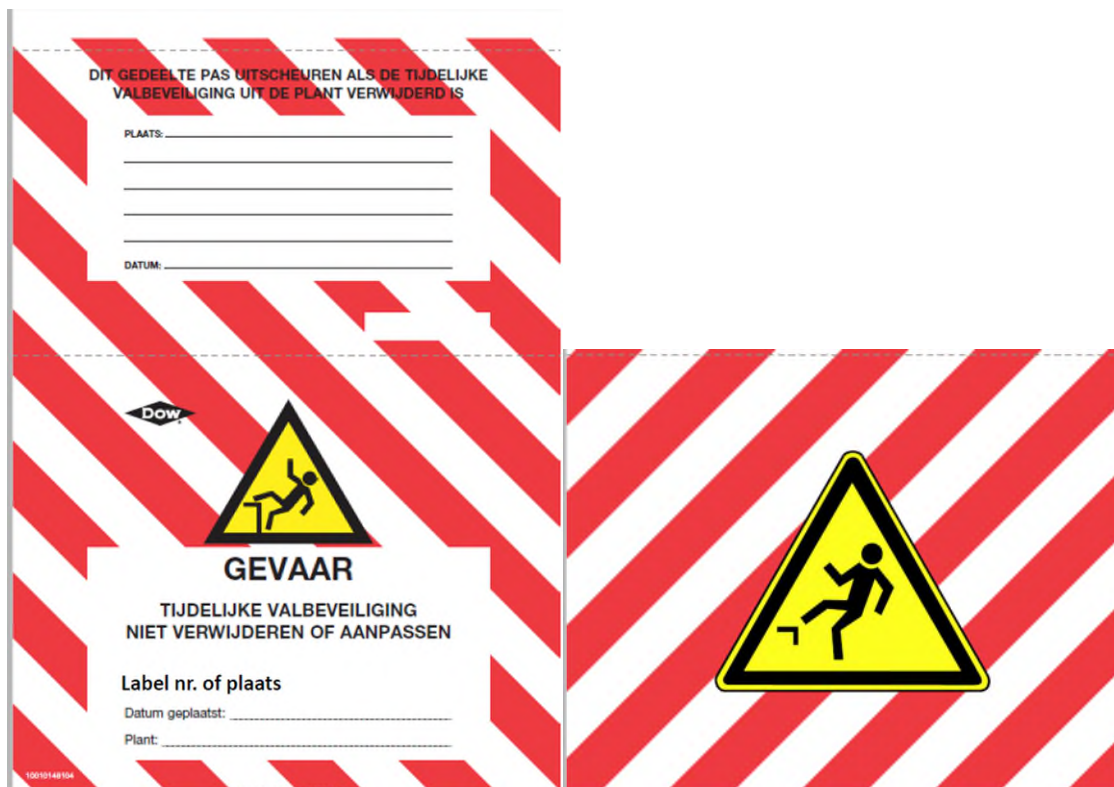 DIT GEDEELTE PAS UITSCHEUREN ALS DE TIJDELIJKE
VALBEVEILIGING UIT DE PLANT VERWIJDERD IS
PLAATS:
DATUM:
Dow
GEVAAR
TIJDELIJKE VALBEVEILIGING
NIET VERWIJDEREN OF AANPASSEN
Label nr. of plaats
Datum geplaatst:
Plant:
10010149104